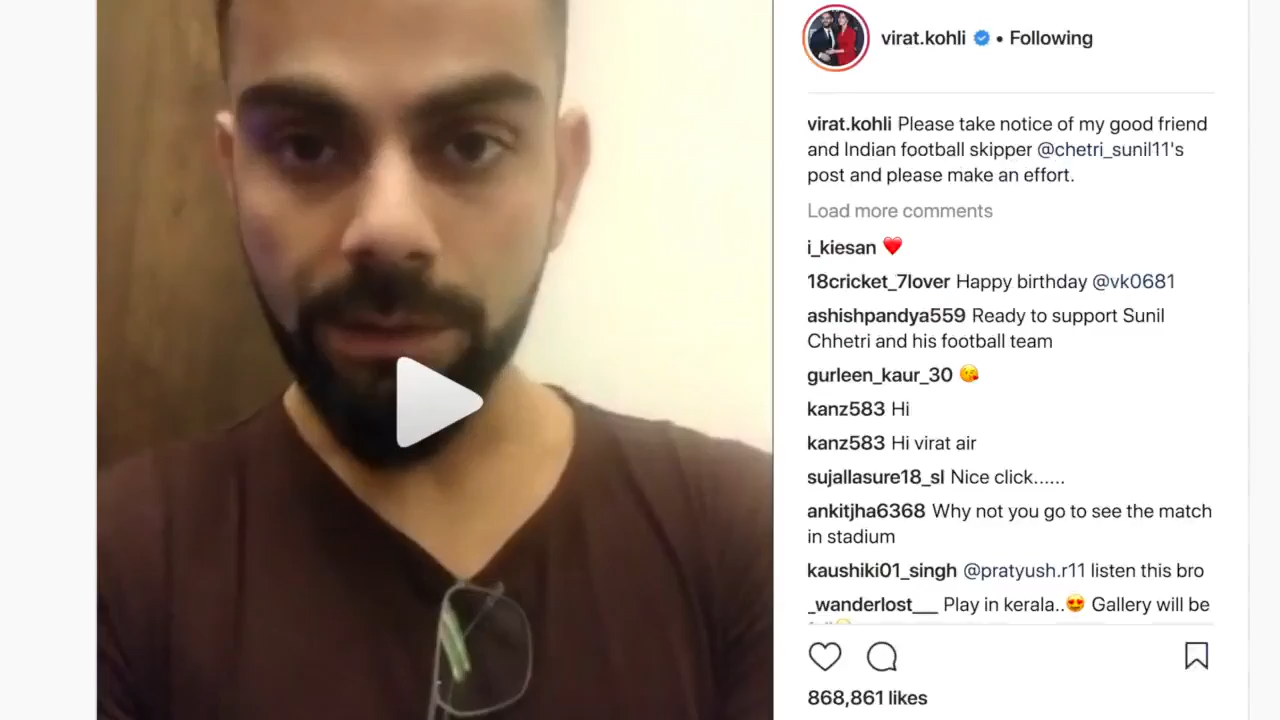 virat.kohli • Following
virat.kohli Please take notice of my good friend
and Indian football skipper @chetri_sunil11's
post and please make an effort.
Load more comments
i_kiesan ❤️
18cricket_7lover Happy birthday @vk0681
ashishpandya559 Ready to support Sunil
Chhetri and his football team
gurleen_kaur_30 😘
kanz583 Hi
kanz583 Hi virat air
sujallasure18_sl Nice click......
ankitjha6368 Why not you go to see the match
in stadium
kaushiki01_singh @pratyush.r11 listen this bro
_wanderlost___ Play in kerala..😍 Gallery will be
868,861 likes